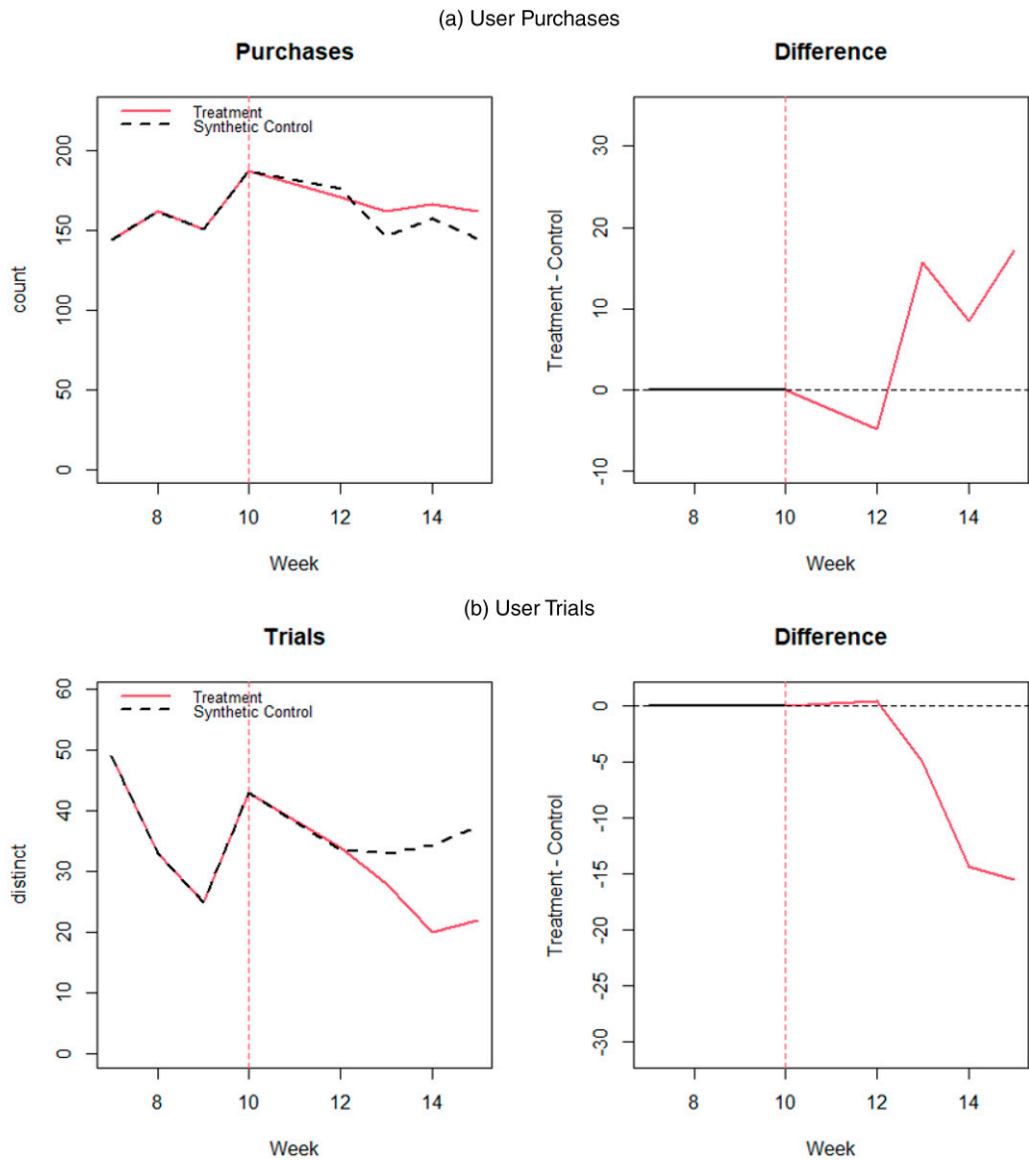 (a) User Purchases
Purchases
Treatment
Synthetic Control
count
0
50
100
150
200
8
10
12
14
Week
Difference
Treatment - Control
-10
0
10
20
30
8
10
12
14
Week
(b) User Trials
Trials
Treatment
Synthetic Control
distinct
0
10
20
30
40
50
60
8
10
12
14
Week
Difference
Treatment - Control
-30
-25
-20
-15
-10
-5
0
8
10
12
14
Week